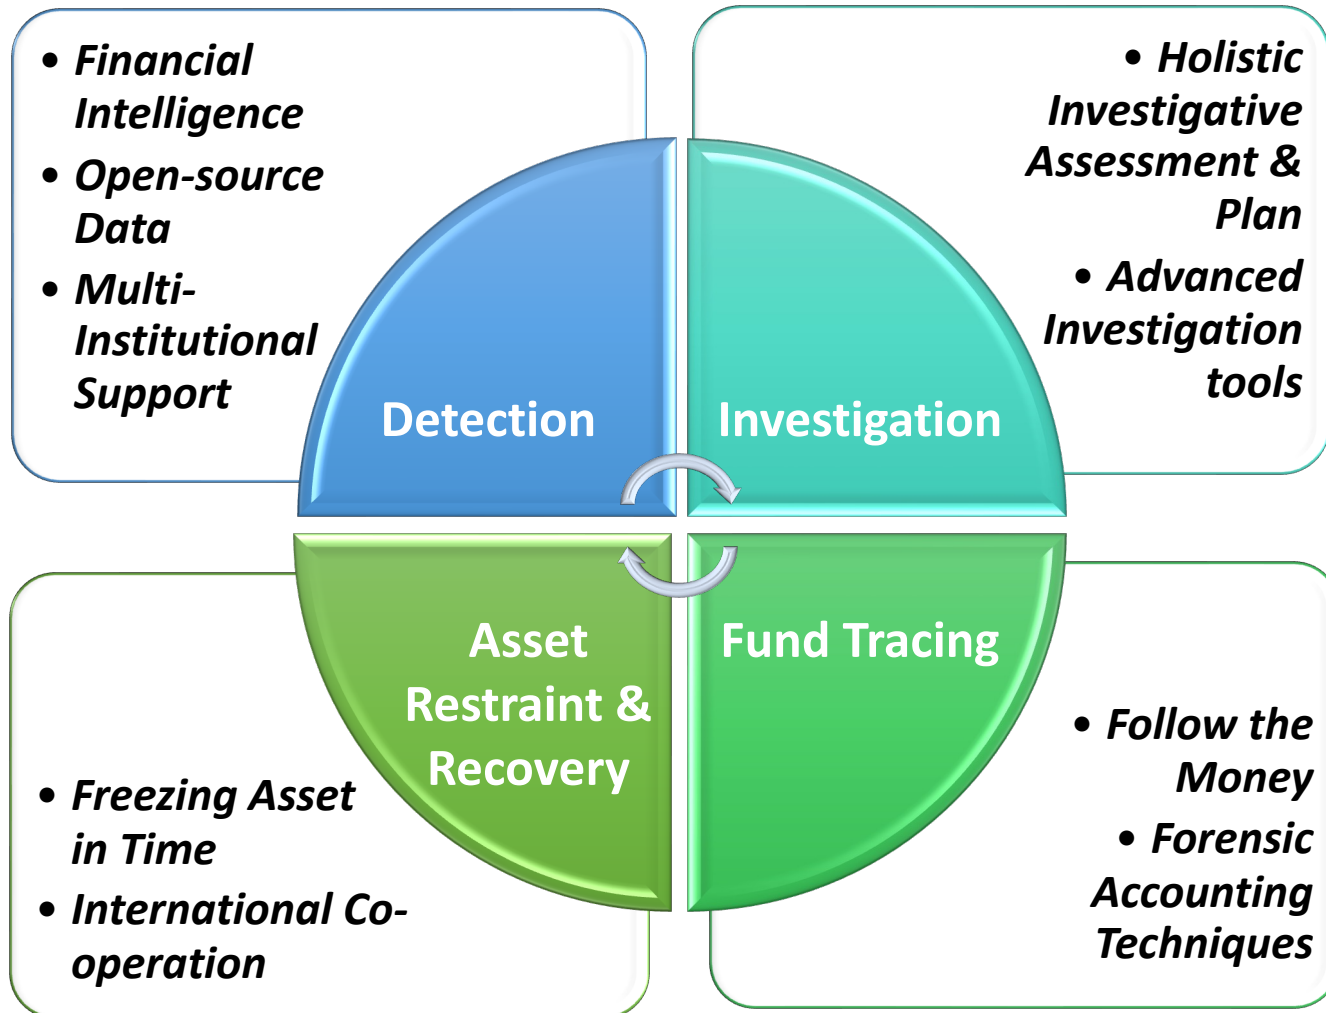 • Financial
Intelligence
• Open-source
Data
• Multi-
Institutional
Support
Detection
• Holistic
Investigative
Assessment &
Plan
• Advanced
Investigation
tools
Investigation
Asset
Restraint &
Recovery
• Freezing Asset
in Time
• International Co-
operation
Fund Tracing
• Follow the
Money
• Forensic
Accounting
Techniques